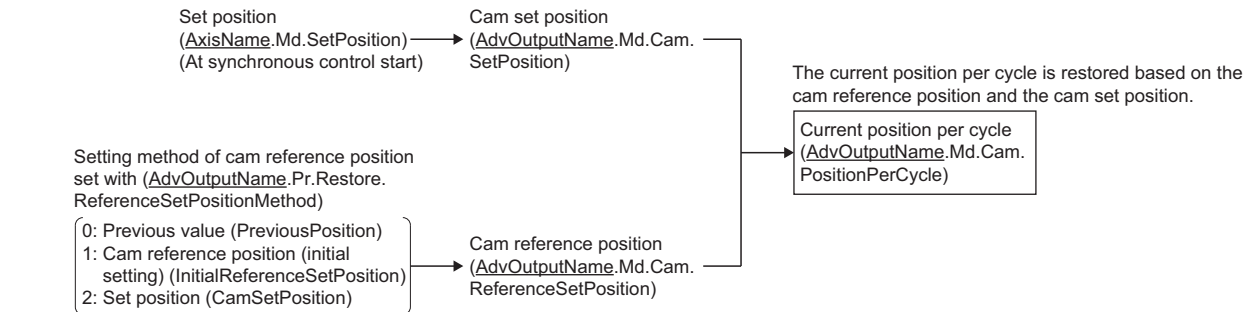 Set position
(AxisName.Md.SetPosition)
(At synchronous control start)
Cam set position
(AdvOutputName.Md.Cam.
SetPosition)
The current position per cycle is restored based on the
cam reference position and the cam set position.
Current position per cycle
(AdvOutputName.Md.Cam.
PositionPerCycle)
Setting method of cam reference position
set with (AdvOutputName.Pr.Restore.
ReferenceSetPositionMethod)
0: Previous value (PreviousPosition)
1: Cam reference position (initial
setting) (InitialReferenceSetPosition)
2: Set position (CamSetPosition)
Cam reference position
(AdvOutputName.Md.Cam.
ReferenceSetPosition)